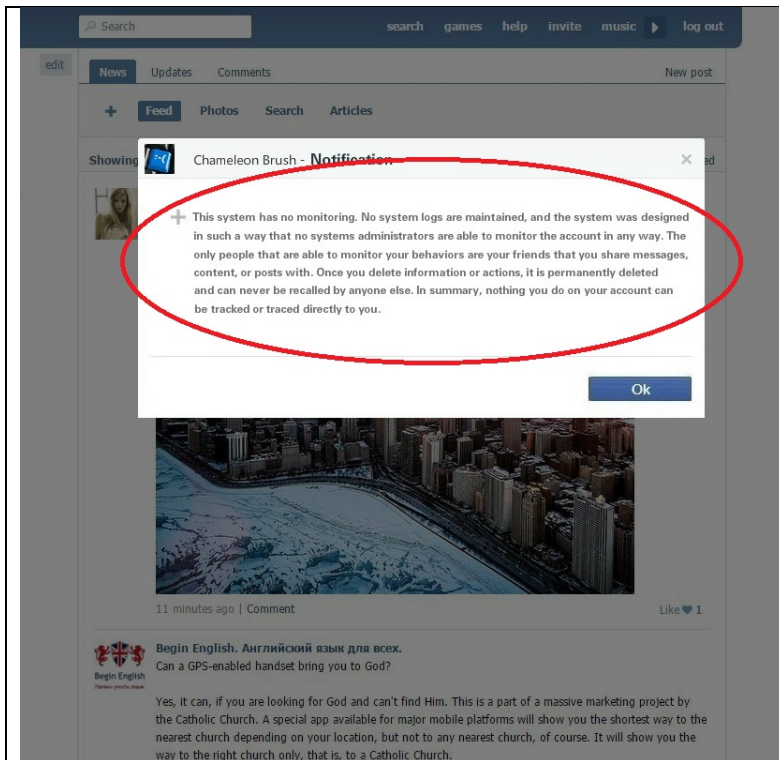 Search
search games help invite music log out
edit
News Updates Comments New post
Feed Photos Search Articles
Showing ed
Chameleon Brush - Notification
This system has no monitoring. No system logs are maintained, and the system was designed
in such a way that no systems administrators are able to monitor the account in any way. The
only people that are able to monitor your behaviors are your friends that you share messages,
content, or posts with. Once you delete information or actions, it is permanently deleted
and can never be recalled by anyone else. In summary, nothing you do on your account can
be tracked or traced directly to you.
Ok
11 minutes ago | Comment Like 1
Begin English
Begin English. Английский язык для всех.
Can a GPS-enabled handset bring you to God?
Yes, it can, if you are looking for God and can't find Him. This is a part of a massive marketing project by
the Catholic Church. A special app available for major mobile platforms will show you the shortest way to the
nearest church depending on your location, but not to any nearest church, of course. It will show you the
way to the right church only, that is, to a Catholic Church.